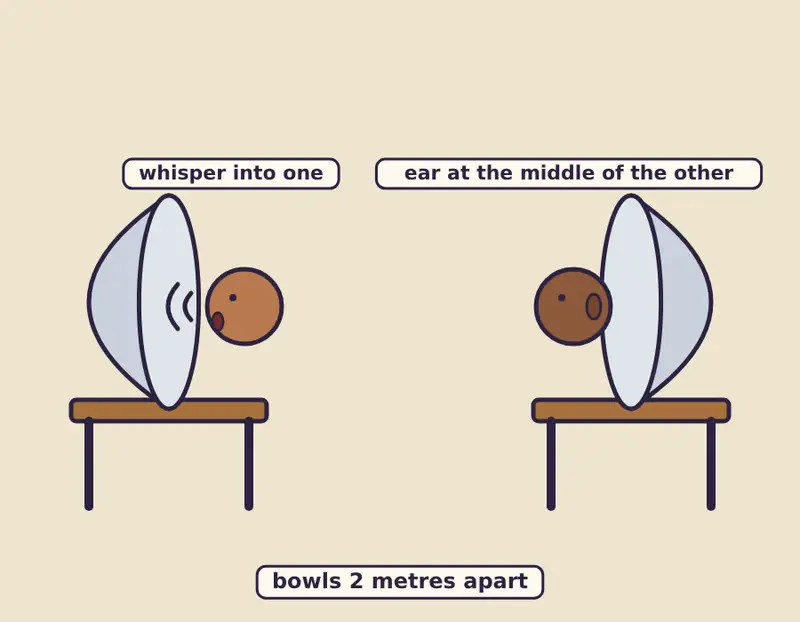 whisper into one
ear at the middle of the other
bowls 2 metres apart